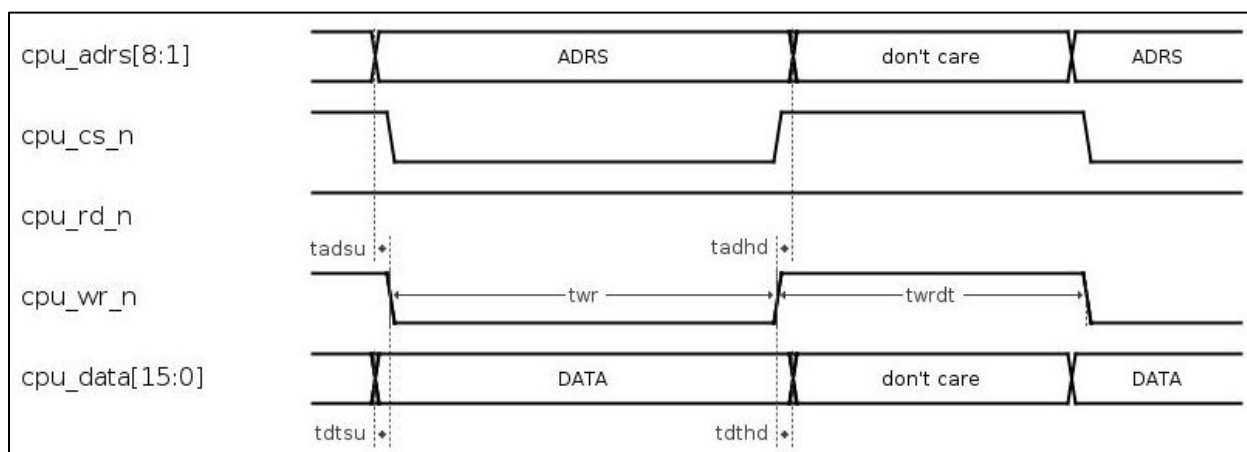 cpu_adrs[8:1] ADRS don't care ADRS
cpu_cs_n
cpu_rd_n
tadsu tadhd
cpu_wr_n twr twrdt
cpu_data[15:0] DATA don't care DATA
tdtsu tdthd